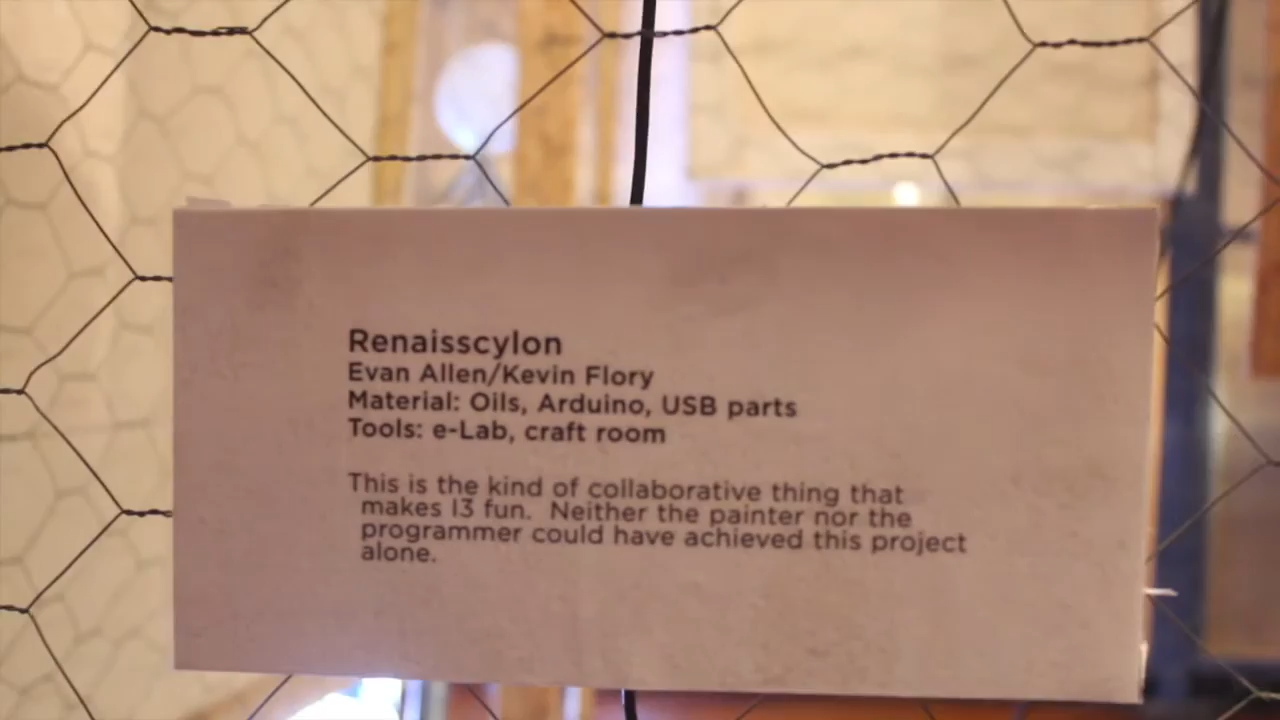 Renaisscylon
Evan Allen/Kevin Flory
Material: Oils, Arduino, USB parts
Tools: e-Lab, craft room
This is the kind of collaborative thing that
makes I3 fun. Neither the painter nor the
programmer could have achieved this project
alone.